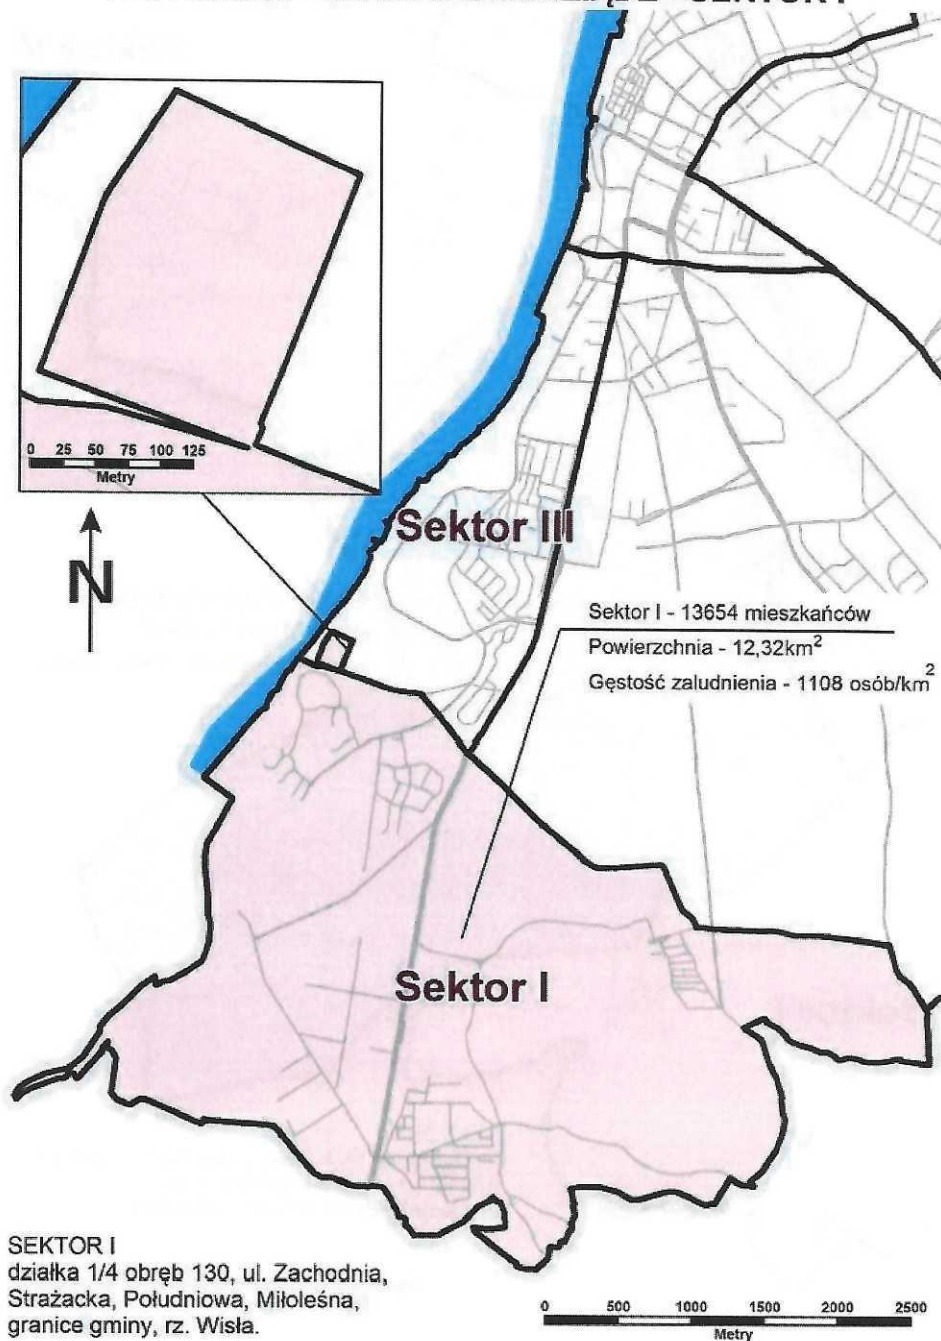 0 25 50 75 100 125
Metry
N
Sektor III
Sektor I - 13654 mieszkańców
Powierzchnia - 12,32km²
Gęstość zaludnienia - 1108 osób/km²
Sektor I
SEKTOR I
działka 1/4 obręb 130, ul. Zachodnia,
Strażacka, Południowa, Miłoleśna,
granice gminy, rz. Wisła.
0 500 1000 1500 2000 2500
Metry